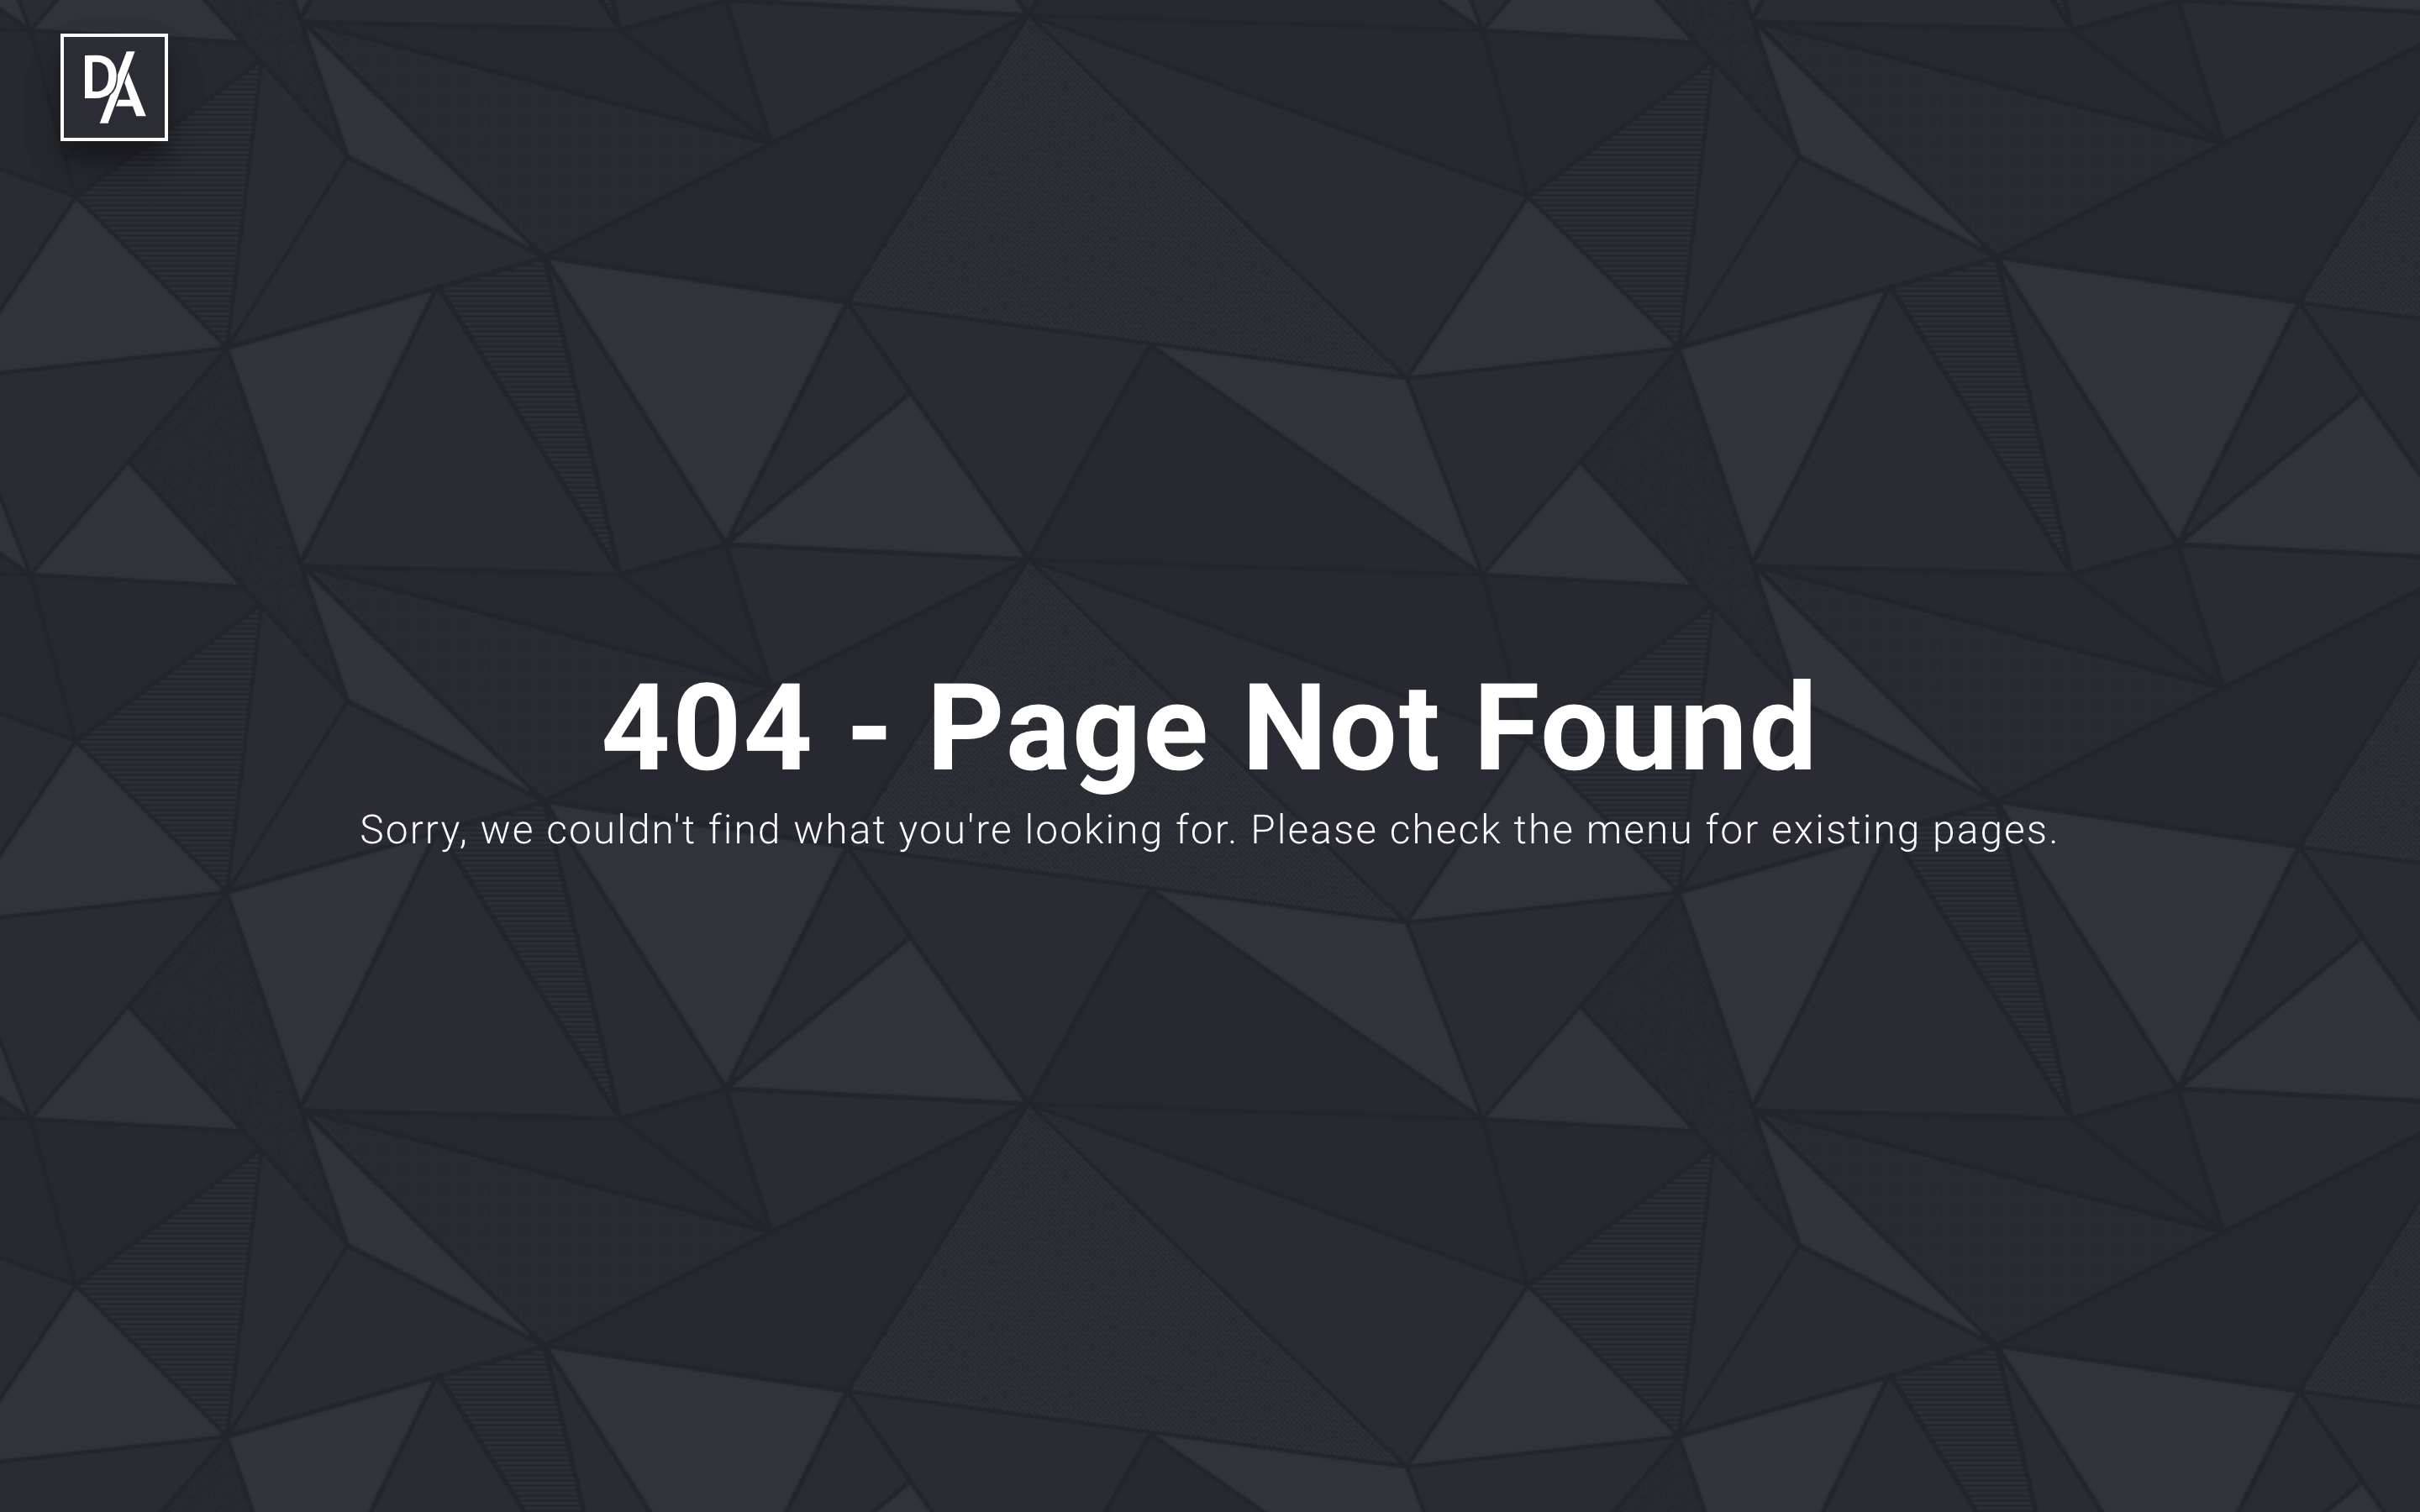 D/A
404 - Page Not Found
Sorry, we couldn't find what you're looking for. Please check the menu for existing pages.